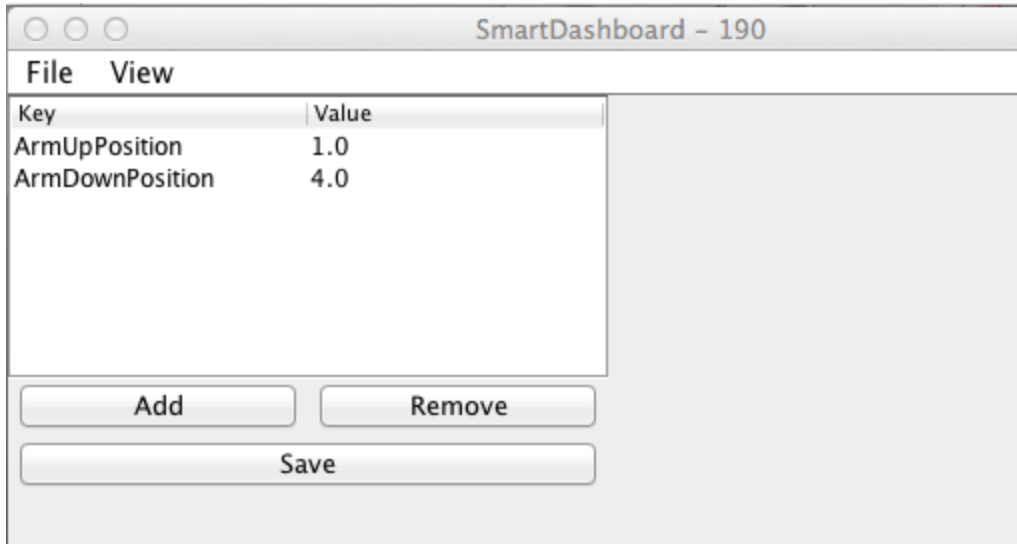 SmartDashboard – 190
File View
Key Value
ArmUpPosition 1.0
ArmDownPosition 4.0
Add Remove
Save